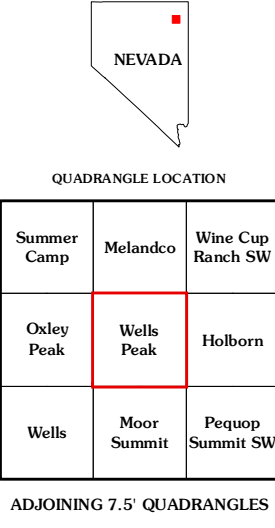 NEVADA
QUADRANGLE LOCATION
Summer
Camp
Melandco
Wine Cup
Ranch SW
Oxley
Peak
Wells
Peak
Holborn
Wells
Moor
Summit
Pequop
Summit SW
ADJOINING 7.5' QUADRANGLES